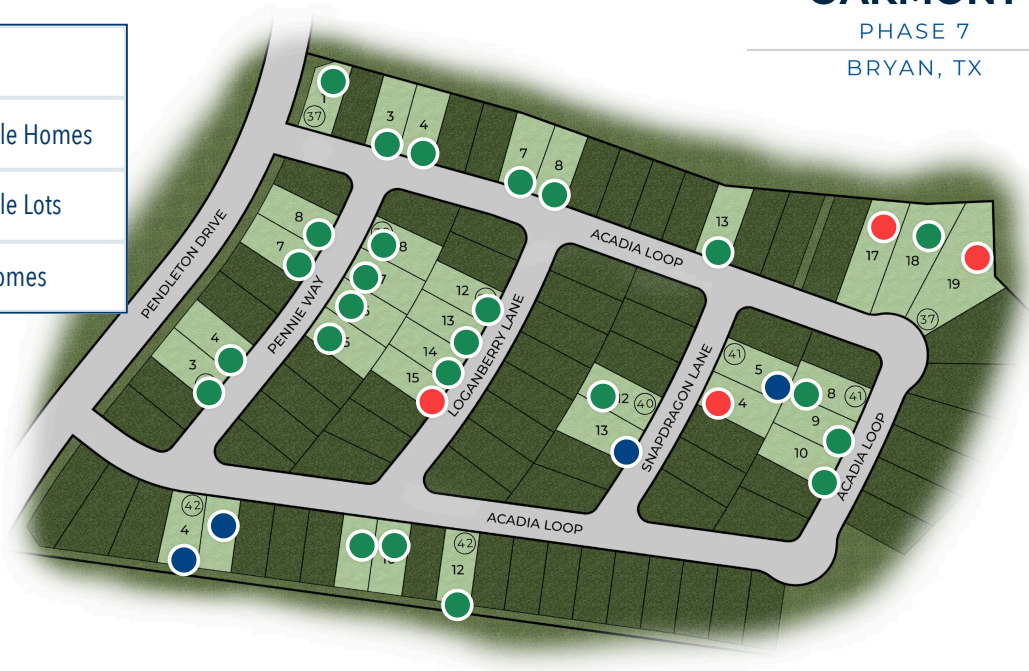 PHASE 7
BRYAN, TX
le Homes
le Lots
omes
1
37
3
4
7
8
13
17
18
19
37
8
7
4
3
8
12
13
14
15
12
40
13
41
5
4
8
41
9
10
42
4
42
12
PENDLETON DRIVE
PENNIE WAY
LOGANBERRY LANE
SNAPDRAGON LANE
ACADIA LOOP
ACADIA LOOP
ACADIA LOOP